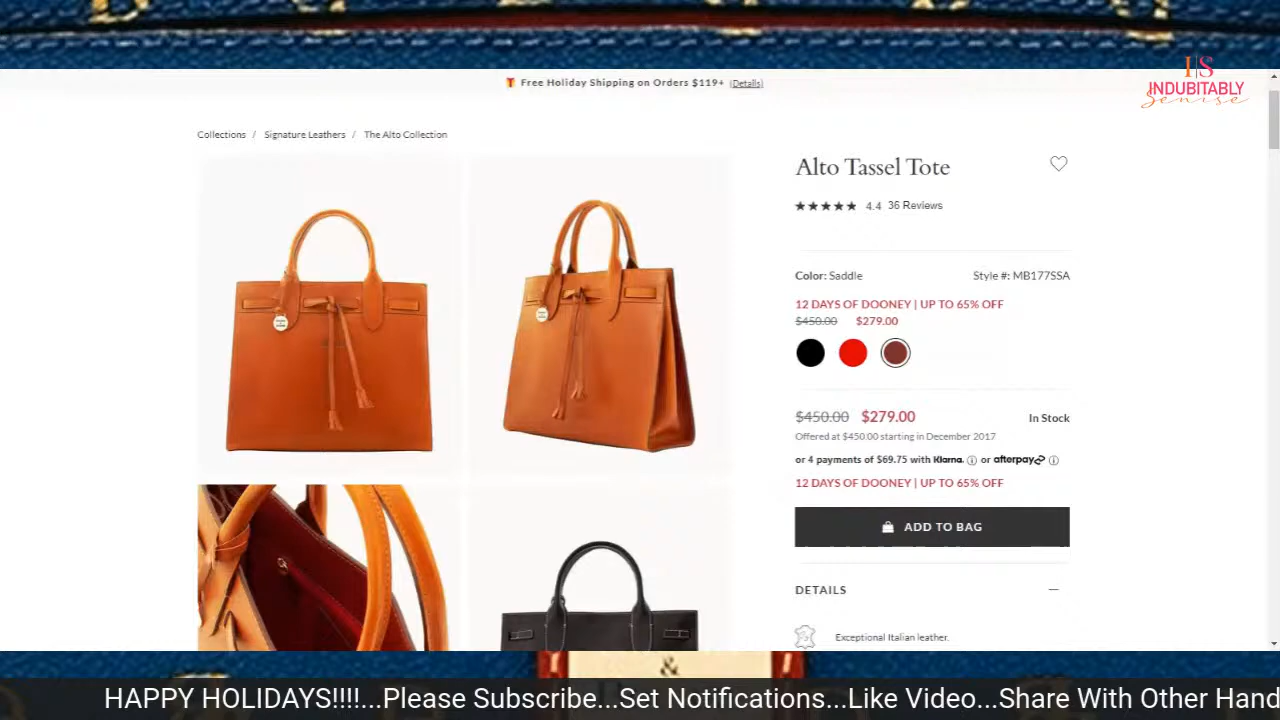 Free Holiday Shipping on Orders $119+ (Details)
IS
INDUBITABLY
Senise
Collections / Signature Leathers / The Alto Collection
Alto Tassel Tote
4.4 36 Reviews
Color: Saddle Style #: MB177SSA
12 DAYS OF DOONEY | UP TO 65% OFF
$450.00 $279.00
$450.00 $279.00 In Stock
Offered at $450.00 starting in December 2017
or 4 payments of $69.75 with Klarna. or afterpay
12 DAYS OF DOONEY | UP TO 65% OFF
ADD TO BAG
DETAILS
Exceptional Italian leather.
&
HAPPY HOLIDAYS!!!!...Please Subscribe...Set Notifications...Like Video...Share With Other Hand